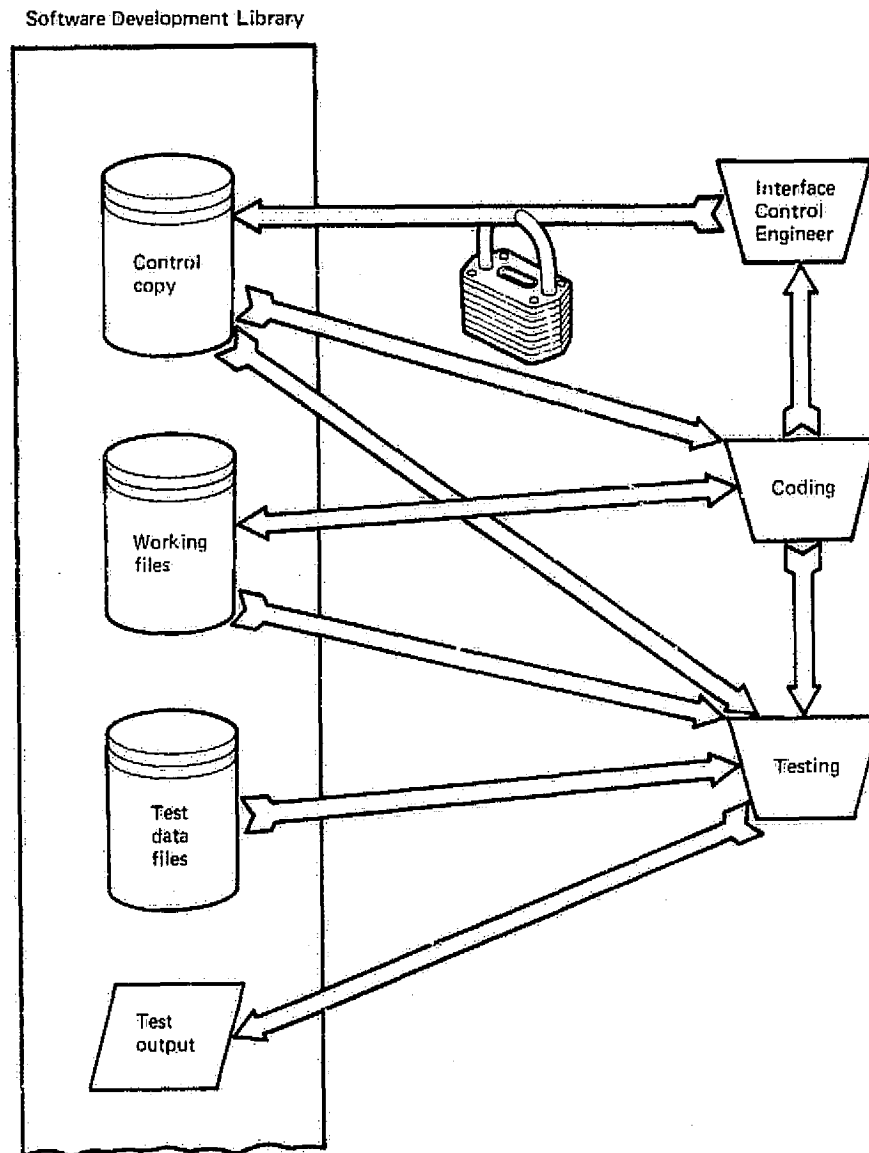 Software Development Library
Interface
Control
Engineer
Control
copy
Coding
Working
files
Testing
Test
data
files
Test
output